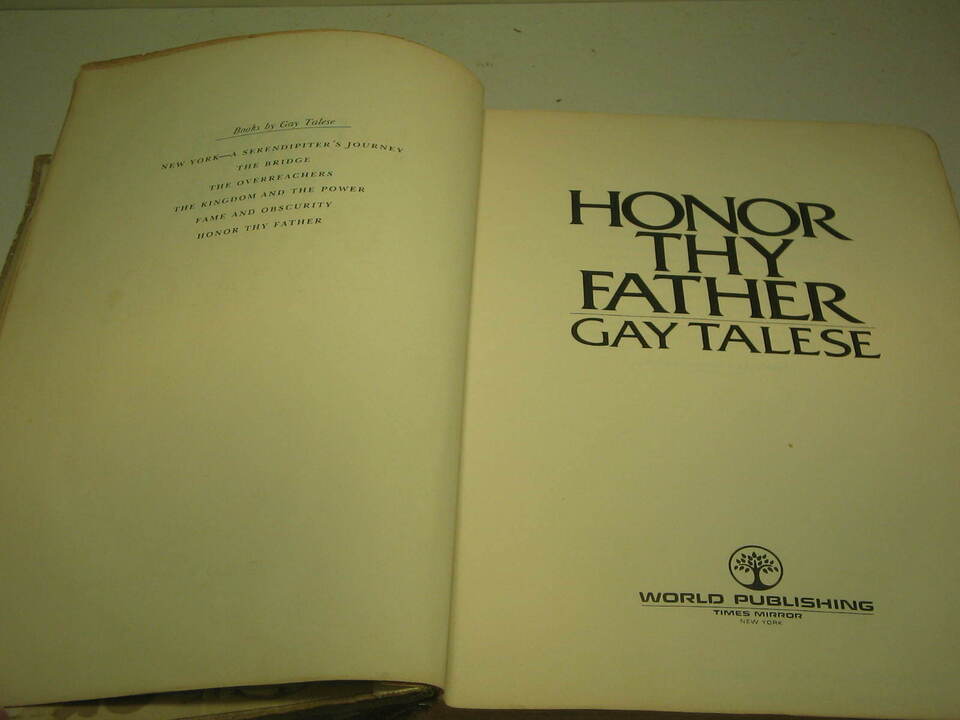 Books by Gay Talese
NEW YORK—A SERENDIPITER'S JOURNEY
THE BRIDGE
THE OVERREACHERS
THE KINGDOM AND THE POWER
FAME AND OBSCURITY
HONOR THY FATHER
HONOR
THY
FATHER
GAY TALESE
WORLD PUBLISHING
TIMES MIRROR
NEW YORK